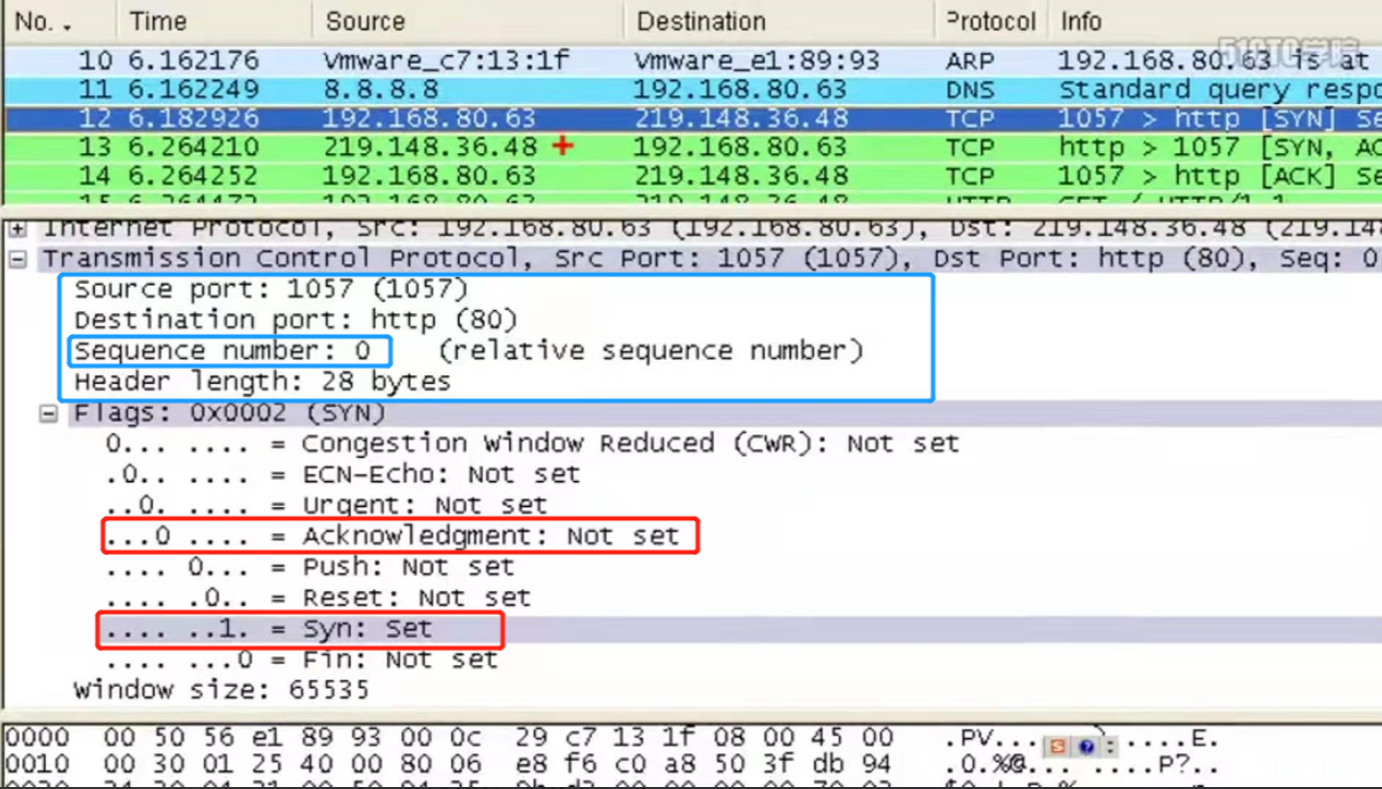 No. . Time Source Destination Protocol Info
51CTO学院
10 6.162176 Vmware_c7:13:1f Vmware_e1:89:93 ARP 192.168.80.63 is at
11 6.162249 8.8.8.8 192.168.80.63 DNS Standard query respo
12 6.182926 192.168.80.63 219.148.36.48 TCP 1057 > http [SYN] Se
13 6.264210 219.148.36.48 + 192.168.80.63 TCP http > 1057 [SYN, AC
14 6.264252 192.168.80.63 219.148.36.48 TCP 1057 > http [ACK] Se
Internet Protocol, Src: 192.168.80.63 (192.168.80.63), Dst: 219.148.36.48 (219.148
Transmission Control Protocol, Src Port: 1057 (1057), Dst Port: http (80), Seq: 0
Source port: 1057 (1057)
Destination port: http (80)
Sequence number: 0 (relative sequence number)
Header length: 28 bytes
Flags: 0x0002 (SYN)
0... .... = Congestion Window Reduced (CWR): Not set
.0.. .... = ECN-Echo: Not set
..0. .... = Urgent: Not set
...0 .... = Acknowledgment: Not set
.... 0... = Push: Not set
.... .0.. = Reset: Not set
.... ..1. = Syn: Set
.... ...0 = Fin: Not set
Window size: 65535
0000 00 50 56 e1 89 93 00 0c 29 c7 13 1f 08 00 45 00 .PV... .....E.
0010 00 30 01 25 40 00 80 06 e8 f6 c0 a8 50 3f db 94 .0.%@... ....P?..